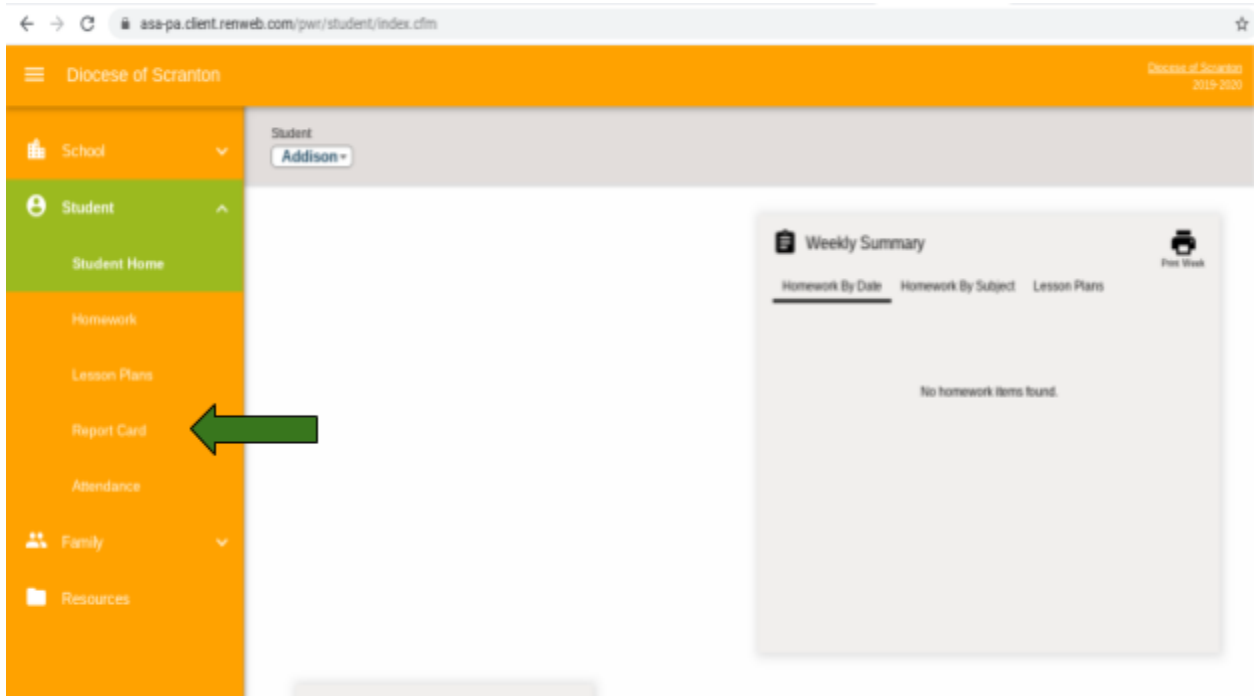 asa-pa.client.renweb.com/pwr/student/index.cfm
Diocese of Scranton
Diocese of Scranton
2019-2020
School
Student
Student Home
Homework
Lesson Plans
Report Card
Attendance
Family
Resources
Student
Addison
Weekly Summary
Print Week
Homework By Date Homework By Subject Lesson Plans
No homework items found.